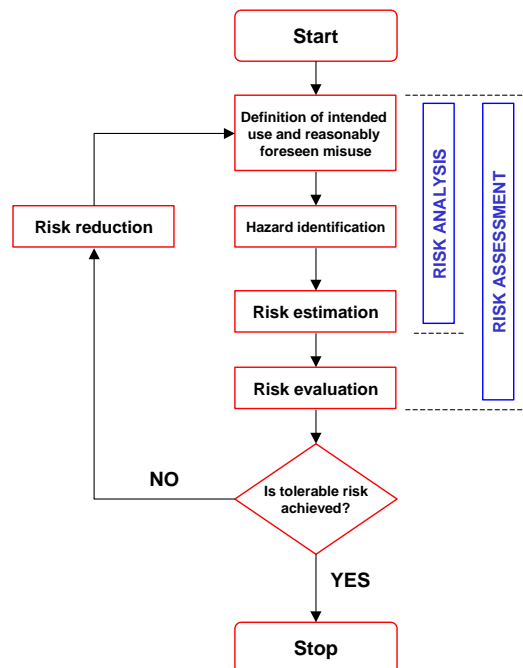 Start
Definition of intended
use and reasonably
foreseen misuse
Risk reduction
Hazard identification
Risk estimation
Risk evaluation
RISK ANALYSIS
RISK ASSESSMENT
NO
Is tolerable risk
achieved?
YES
Stop